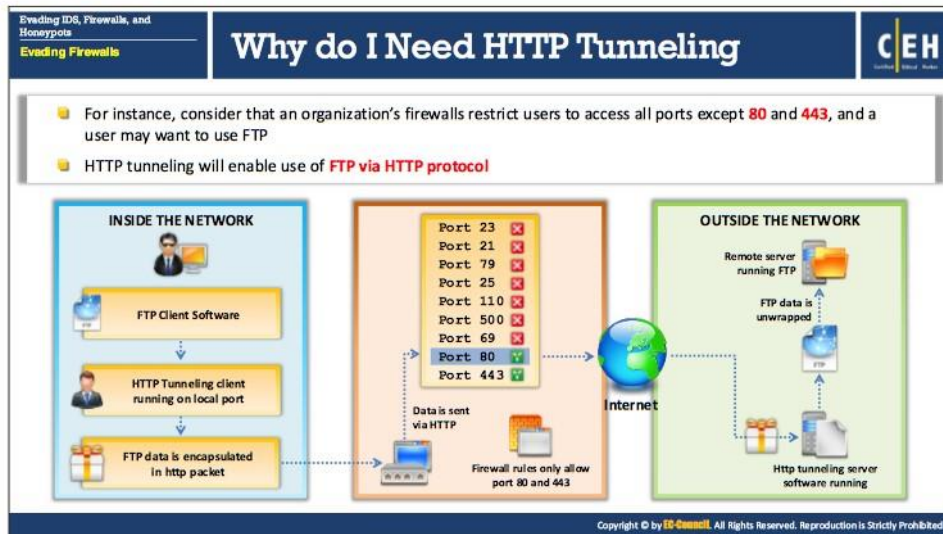 Evading IDS, Firewalls, and
Honeypots
Evading Firewalls
Why do I Need HTTP Tunneling
CEH
Certified Ethical Hacker
For instance, consider that an organization's firewalls restrict users to access all ports except 80 and 443, and a
user may want to use FTP
HTTP tunneling will enable use of FTP via HTTP protocol
INSIDE THE NETWORK
FTP
FTP Client Software
HTTP Tunneling client
running on local port
FTP data is encapsulated
in http packet
Port 23
Port 21
Port 79
Port 25
Port 110
Port 500
Port 69
Port 80
Port 443
Data is sent
via HTTP
Firewall rules only allow
port 80 and 443
Internet
OUTSIDE THE NETWORK
Remote server
running FTP
FTP data is
unwrapped
FTP
Http tunneling server
software running
Copyright © by EC-Council. All Rights Reserved. Reproduction is Strictly Prohibited.